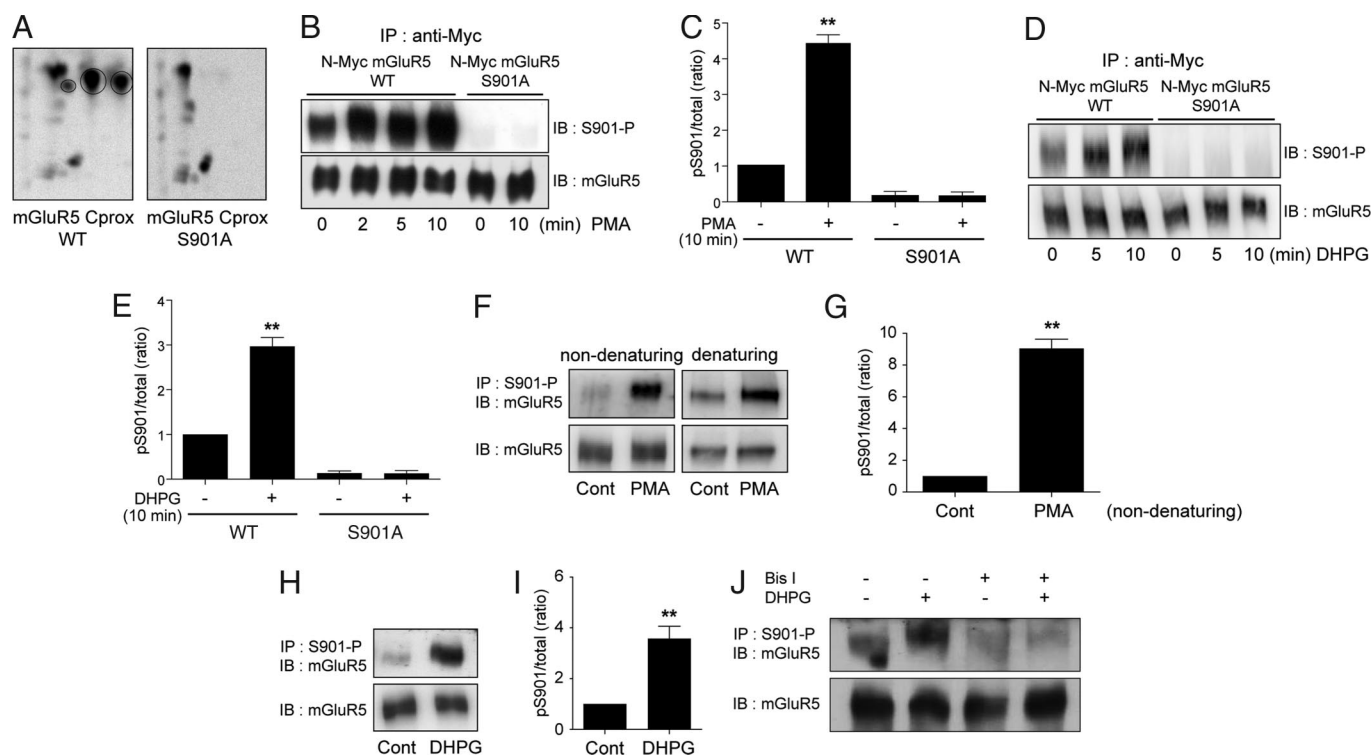 A
mGluR5 Cprox
WT
mGluR5 Cprox
S901A
B
IP : anti-Myc
N-Myc mGluR5
WT
N-Myc mGluR5
S901A
IB : S901-P
IB : mGluR5
0 2 5 10 0 10 (min) PMA
C
pS901/total (ratio)
5
4
3
2
1
0
**
PMA - + - +
(10 min)
WT S901A
D
IP : anti-Myc
N-Myc mGluR5
WT
N-Myc mGluR5
S901A
IB : S901-P
IB : mGluR5
0 5 10 0 5 10 (min) DHPG
E
pS901/total (ratio)
4
3
2
1
0
**
DHPG - + - +
(10 min)
WT S901A
F
non-denaturing denaturing
IP : S901-P
IB : mGluR5
IB : mGluR5
Cont PMA Cont PMA
G
pS901/total (ratio)
10
8
6
4
2
0
**
Cont PMA (non-denaturing)
H
IP : S901-P
IB : mGluR5
IB : mGluR5
Cont DHPG
I
pS901/total (ratio)
6
4
2
0
**
Cont DHPG
J
Bis I - - + +
DHPG - + - +
IP : S901-P
IB : mGluR5
IB : mGluR5